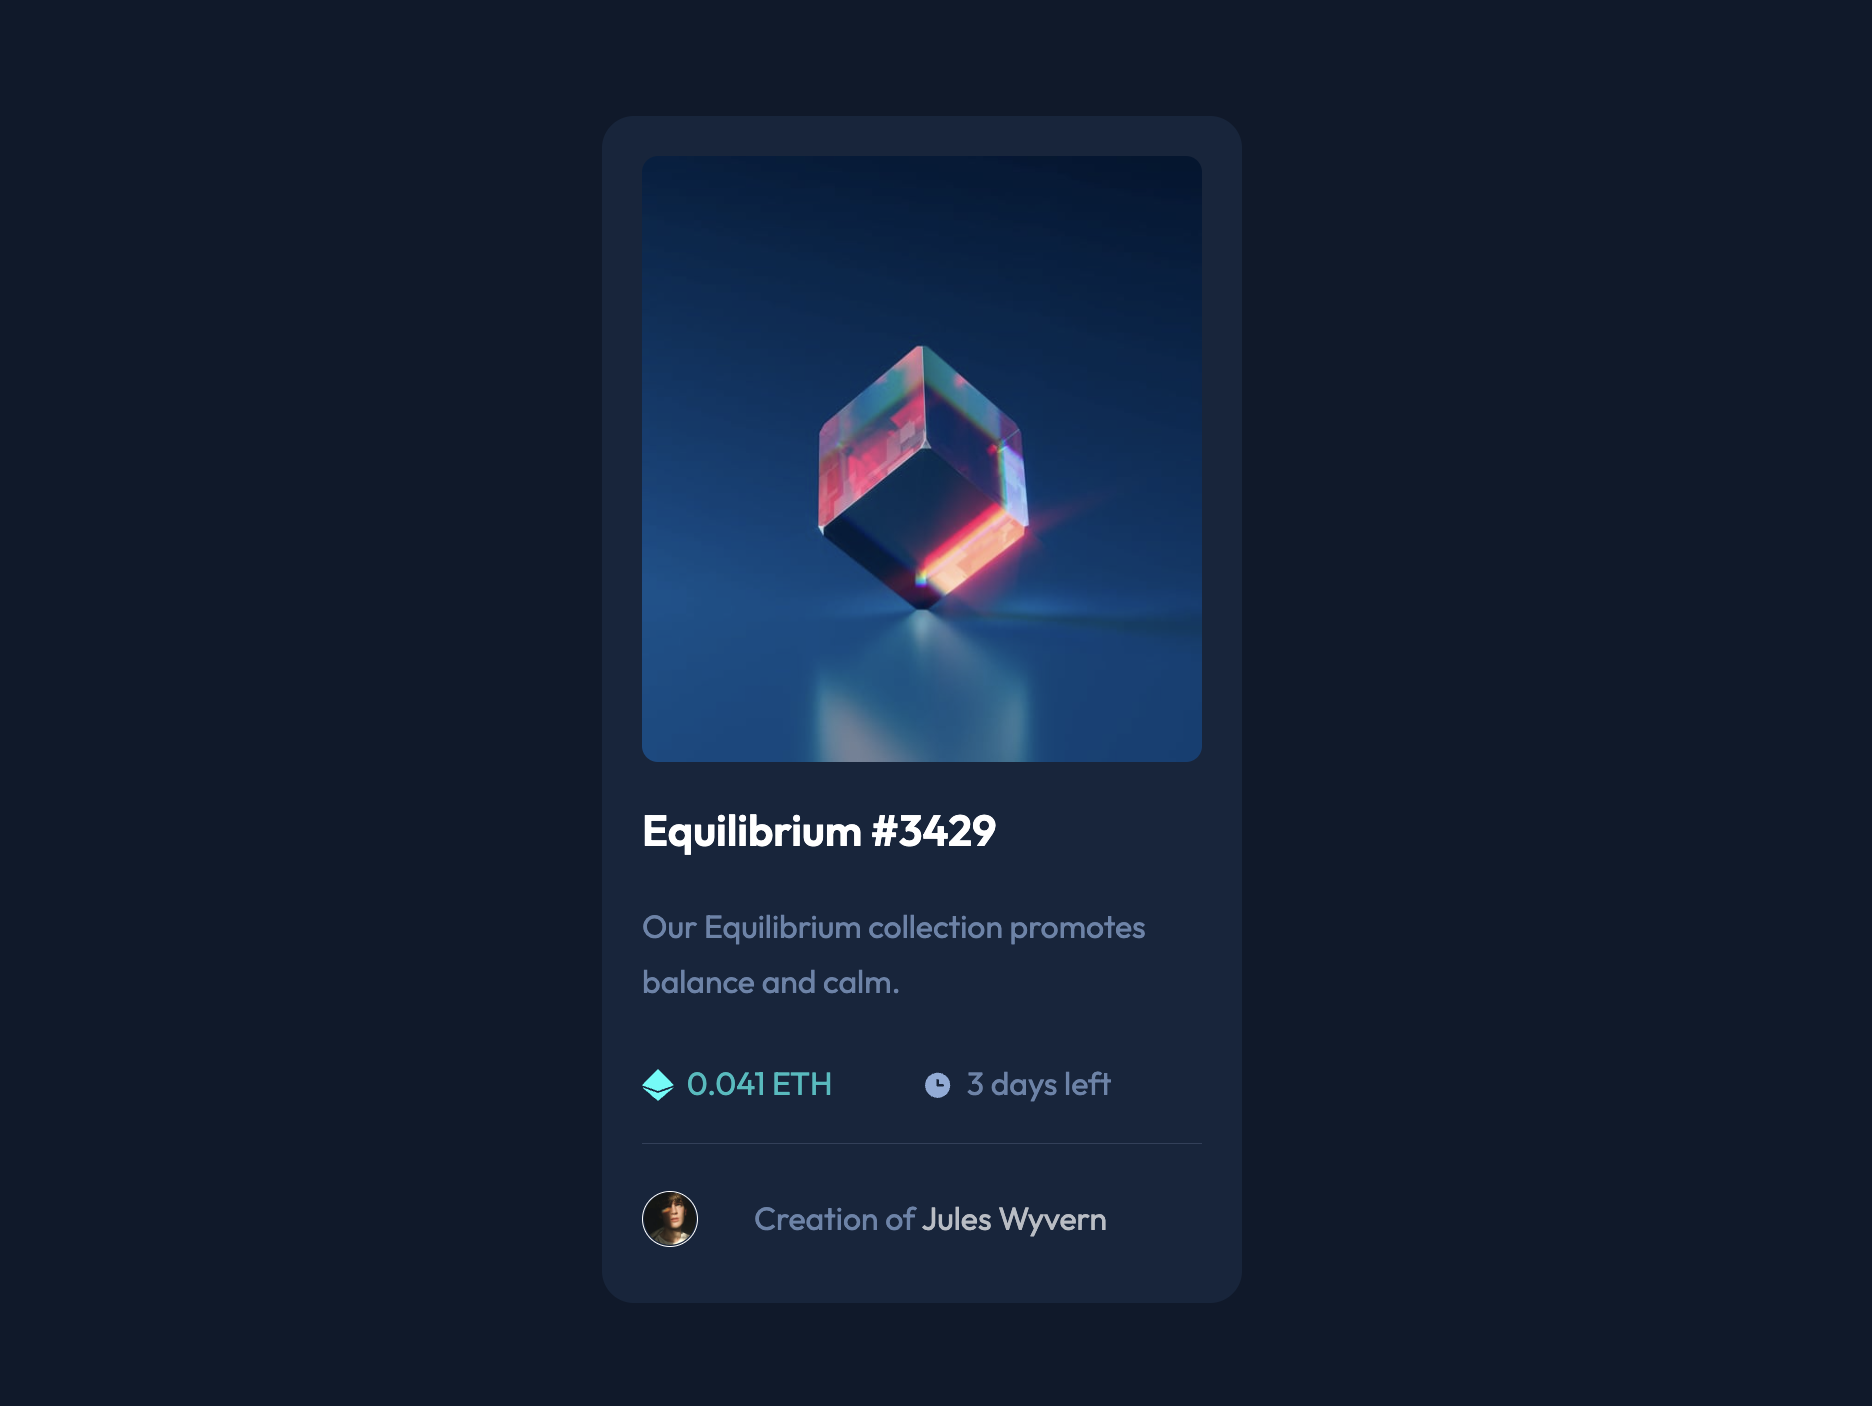 Equilibrium #3429
Our Equilibrium collection promotes
balance and calm.
0.041 ETH
3 days left
Creation of Jules Wyvern